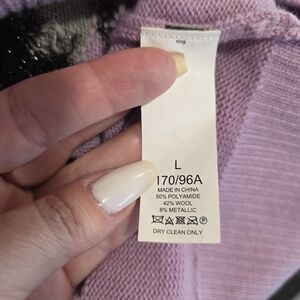 L
170/96A
MADE IN CHINA
50% POLYAMIDE
42% WOOL
8% METALLIC
DRY CLEAN ONLY